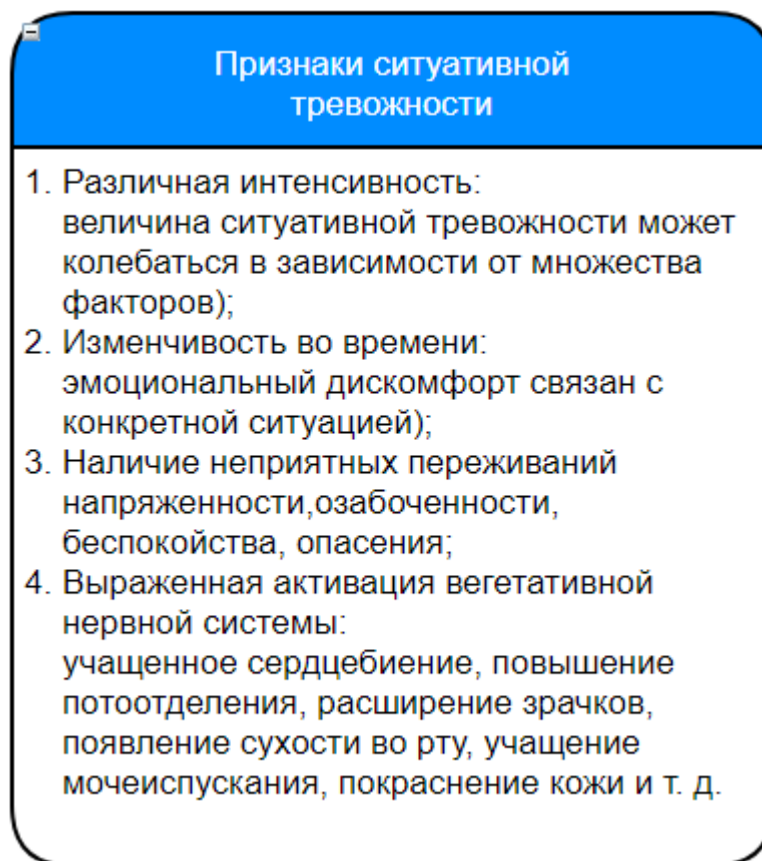 Признаки ситуативной
тревожности
1. Различная интенсивность:
величина ситуативной тревожности может
колебаться в зависимости от множества
факторов);
2. Изменчивость во времени:
эмоциональный дискомфорт связан с
конкретной ситуацией);
3. Наличие неприятных переживаний
напряженности,озабоченности,
беспокойства, опасения;
4. Выраженная активация вегетативной
нервной системы:
учащенное сердцебиение, повышение
потоотделения, расширение зрачков,
появление сухости во рту, учащение
мочеиспускания, покраснение кожи и т. д.